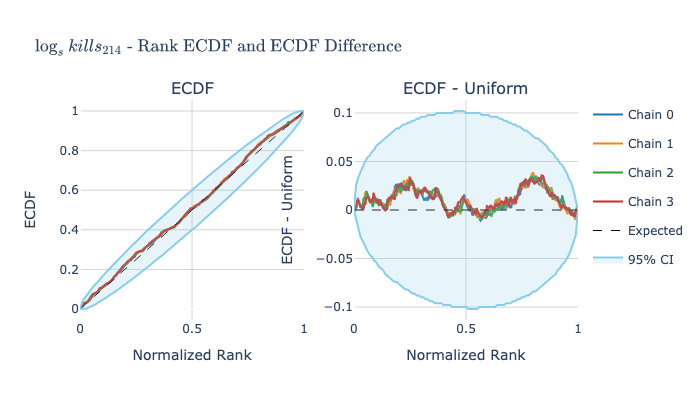 log_s kills_214 - Rank ECDF and ECDF Difference
ECDF
ECDF - Uniform
ECDF
1
0.8
0.6
0.4
0.2
0
0
0.5
1
Normalized Rank
ECDF - Uniform
0.1
0.05
0
−0.05
−0.1
0
0.5
1
Normalized Rank
Chain 0
Chain 1
Chain 2
Chain 3
Expected
95% CI